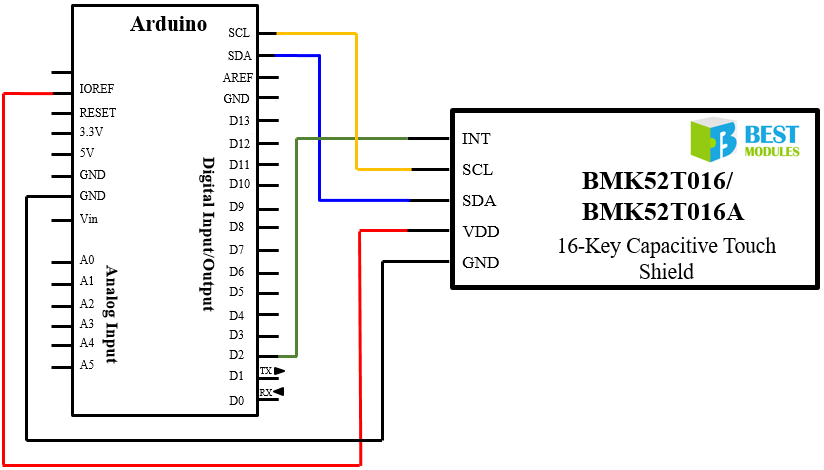 Arduino
IOREF
RESET
3.3V
5V
GND
GND
Vin
A0
A1
A2
A3
A4
A5
Analog Input
Digital Input/Output
SCL
SDA
AREF
GND
D13
D12
D11
D10
D9
D8
D7
D6
D5
D4
D3
D2
TX
D1
RX
D0
INT
SCL
SDA
VDD
GND
BEST
MODULES
BMK52T016/
BMK52T016A
16-Key Capacitive Touch
Shield